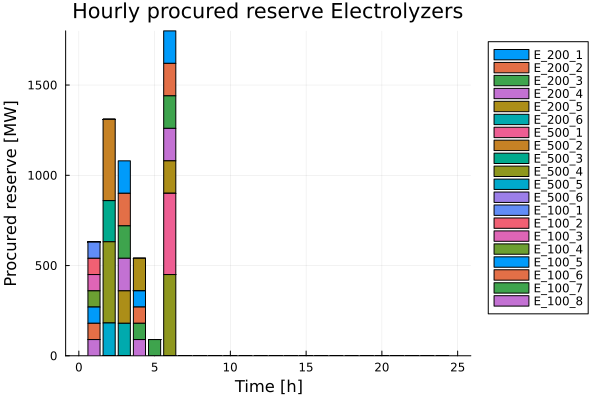 Hourly procured reserve Electrolyzers
Procured reserve [MW]
1500
1000
500
0
0 5 10 15 20 25
Time [h]
E_200_1
E_200_2
E_200_3
E_200_4
E_200_5
E_200_6
E_500_1
E_500_2
E_500_3
E_500_4
E_500_5
E_500_6
E_100_1
E_100_2
E_100_3
E_100_4
E_100_5
E_100_6
E_100_7
E_100_8